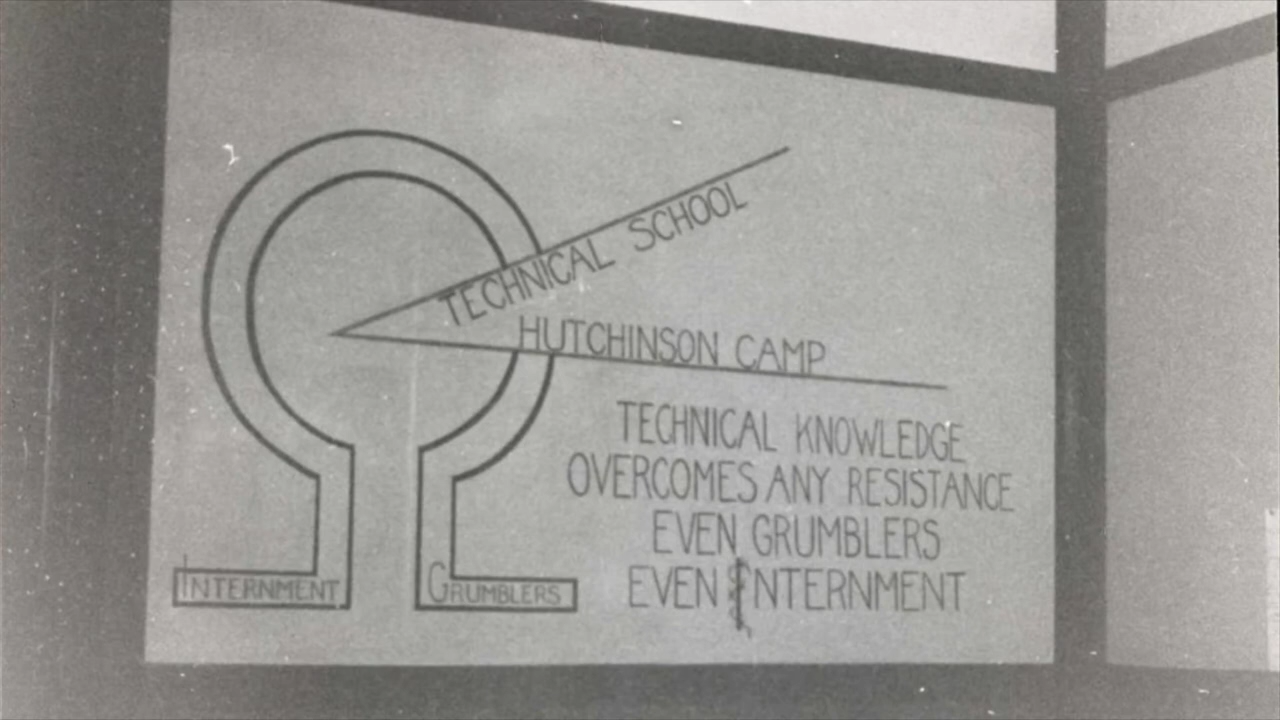 TECHNICAL SCHOOL
HUTCHINSON CAMP
TECHNICAL KNOWLEDGE
OVERCOMES ANY RESISTANCE
EVEN GRUMBLERS
EVEN INTERNMENT
INTERNMENT
GRUMBLERS